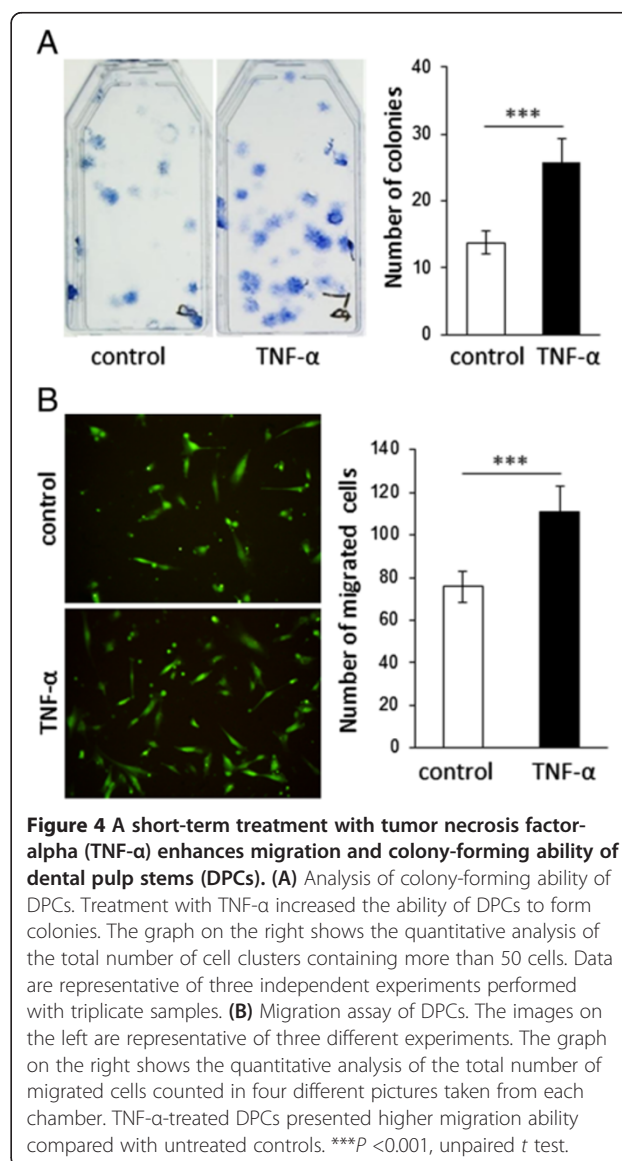 A
40
30
20
10
0
Number of colonies
***
control TNF-α
control TNF-α
B
control
TNF-α
140
120
100
80
60
40
20
0
Number of migrated cells
***
control TNF-α
Figure 4 A short-term treatment with tumor necrosis factor-
alpha (TNF-α) enhances migration and colony-forming ability of
dental pulp stems (DPCs). (A) Analysis of colony-forming ability of
DPCs. Treatment with TNF-α increased the ability of DPCs to form
colonies. The graph on the right shows the quantitative analysis of
the total number of cell clusters containing more than 50 cells. Data
are representative of three independent experiments performed
with triplicate samples. (B) Migration assay of DPCs. The images on
the left are representative of three different experiments. The graph
on the right shows the quantitative analysis of the total number of
migrated cells counted in four different pictures taken from each
chamber. TNF-α-treated DPCs presented higher migration ability
compared with untreated controls. ***P <0.001, unpaired t test.